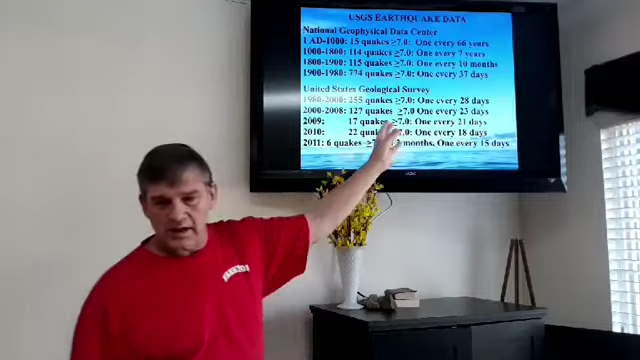 USGS EARTHQUAKE DATA
National Geophysical Data Center
1 AD-1000: 15 quakes ≥7.0: One every 66 years
1000-1800: 114 quakes ≥7.0: One every 7 years
1800-1900: 115 quakes ≥7.0: One every 10 months
1900-1980: 774 quakes ≥7.0: One every 37 days
United States Geological Survey
1980-2000: 255 quakes ≥7.0: One every 28 days
2000-2008: 127 quakes ≥7.0 One every 23 days
2009: 17 quakes ≥7.0: One every 21 days
2010: 22 quakes ≥7.0: One every 18 days
2011: 6 quakes months, One every 15 days